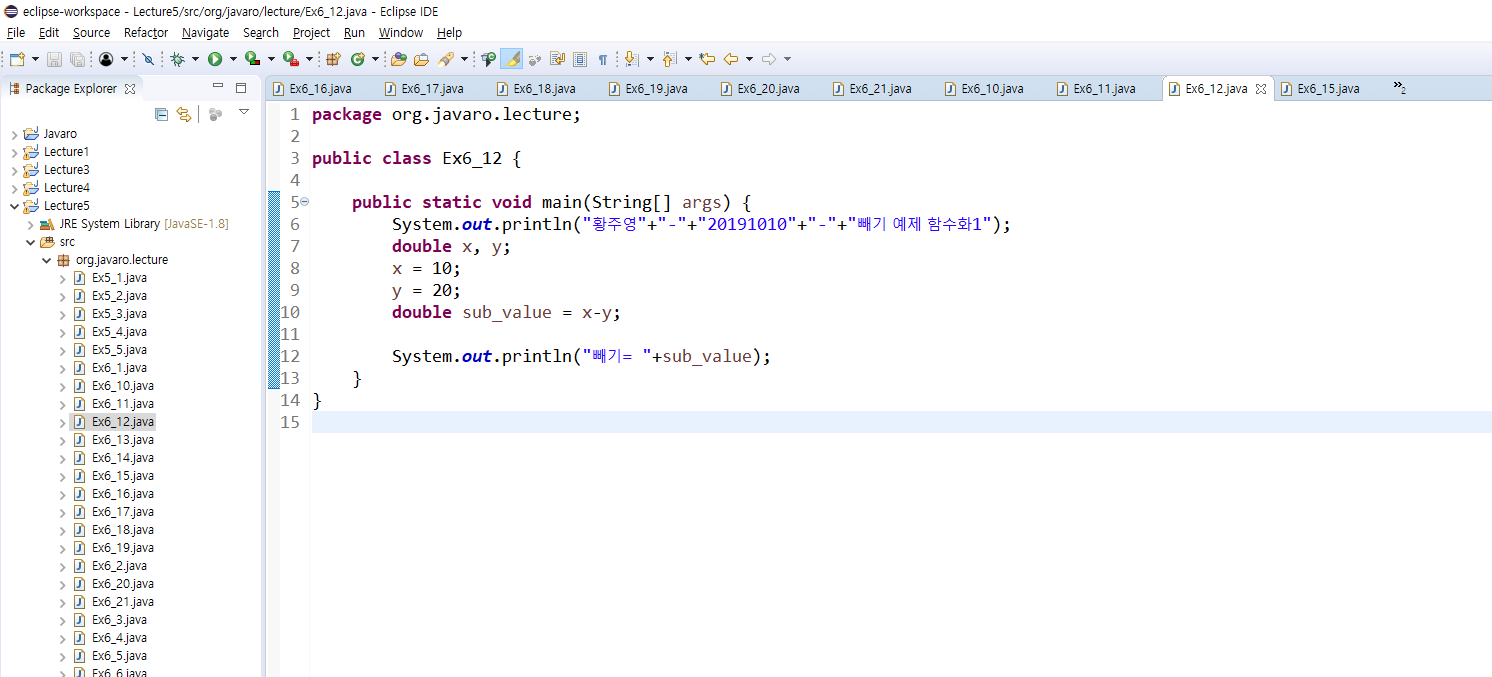 eclipse-workspace - Lecture5/src/org/javaro/lecture/Ex6_12.java - Eclipse IDE
File Edit Source Refactor Navigate Search Project Run Window Help
Package Explorer
Ex6_16.java Ex6_17.java Ex6_18.java Ex6_19.java Ex6_20.java Ex6_21.java Ex6_10.java Ex6_11.java Ex6_12.java Ex6_15.java »2
Javaro
Lecture1
Lecture3
Lecture4
Lecture5
JRE System Library [JavaSE-1.8]
src
org.javaro.lecture
Ex5_1.java
Ex5_2.java
Ex5_3.java
Ex5_4.java
Ex5_5.java
Ex6_1.java
Ex6_10.java
Ex6_11.java
Ex6_12.java
Ex6_13.java
Ex6_14.java
Ex6_15.java
Ex6_16.java
Ex6_17.java
Ex6_18.java
Ex6_19.java
Ex6_2.java
Ex6_20.java
Ex6_21.java
Ex6_3.java
Ex6_4.java
Ex6_5.java
Ex6_6.java
1 package org.javaro.lecture;
2
3 public class Ex6_12 {
4
5 public static void main(String[] args) {
6 System.out.println("황주영"+"-"+"20191010"+"-"+"빼기 예제 함수화1");
7 double x, y;
8 x = 10;
9 y = 20;
10 double sub_value = x-y;
11
12 System.out.println("빼기= "+sub_value);
13 }
14 }
15